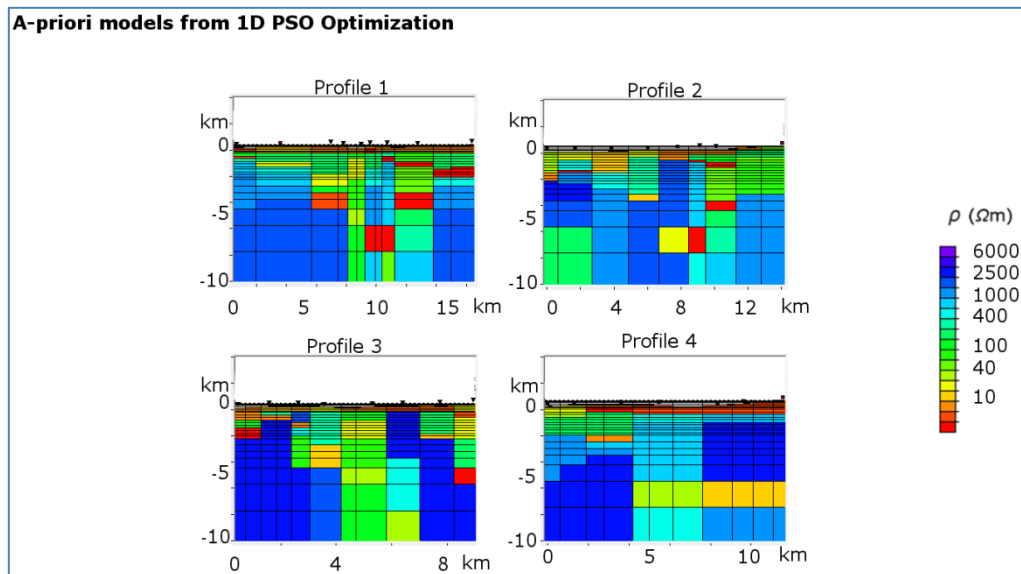 A-priori models from 1D PSO Optimization
Profile 1
km
0
-5
-10
0 5 10 15 km
Profile 2
km
0
-5
-10
0 4 8 12 km
ρ (Ωm)
6000
2500
1000
400
100
40
10
Profile 3
km
0
-5
-10
0 4 8 km
Profile 4
km
0
-5
-10
0 5 10 km